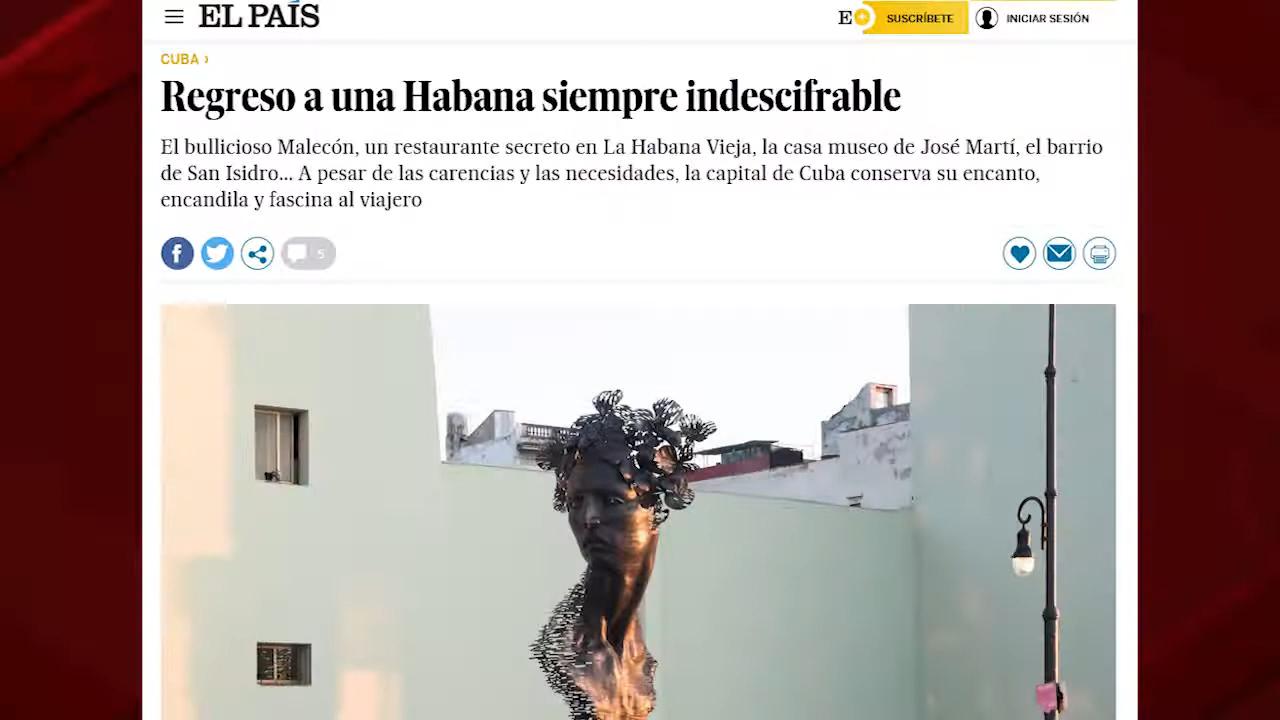 EL PAÍS
E SUSCRÍBETE INICIAR SESIÓN
CUBA ›
Regreso a una Habana siempre indescifrable
El bullicioso Malecón, un restaurante secreto en La Habana Vieja, la casa museo de José Martí, el barrio
de San Isidro... A pesar de las carencias y las necesidades, la capital de Cuba conserva su encanto,
encandila y fascina al viajero
5